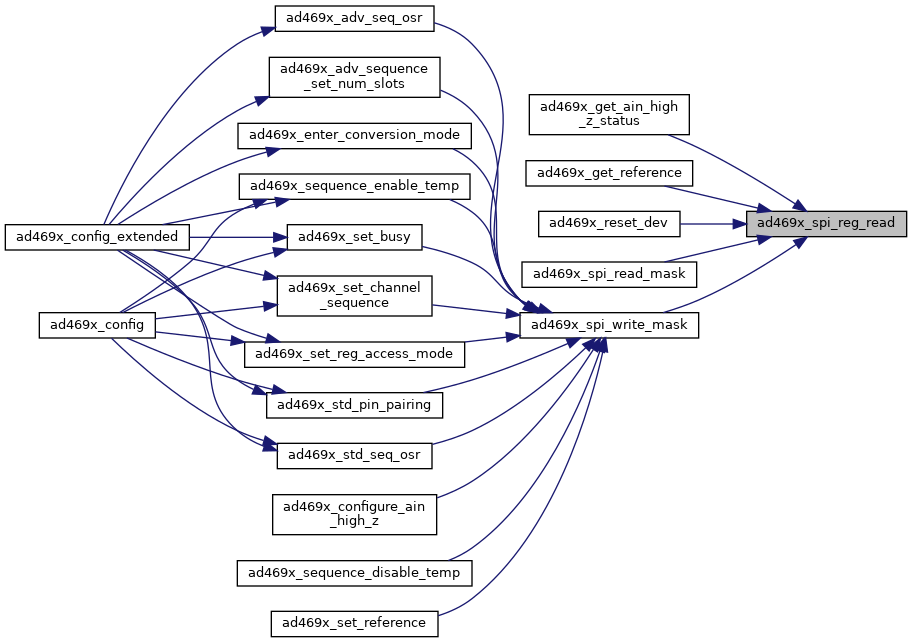 ad469x_adv_seq_osr
ad469x_adv_sequence
_set_num_slots
ad469x_enter_conversion_mode
ad469x_sequence_enable_temp
ad469x_config_extended
ad469x_set_busy
ad469x_set_channel
_sequence
ad469x_config
ad469x_set_reg_access_mode
ad469x_std_pin_pairing
ad469x_std_seq_osr
ad469x_configure_ain
_high_z
ad469x_sequence_disable_temp
ad469x_set_reference
ad469x_get_ain_high
_z_status
ad469x_get_reference
ad469x_reset_dev
ad469x_spi_read_mask
ad469x_spi_write_mask
ad469x_spi_reg_read